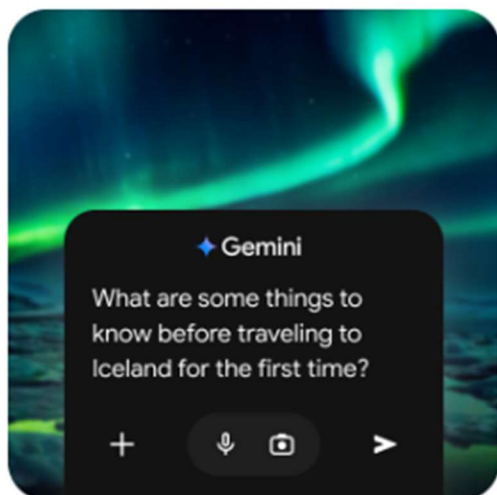 Gemini
What are some things to
know before traveling to
Iceland for the first time?